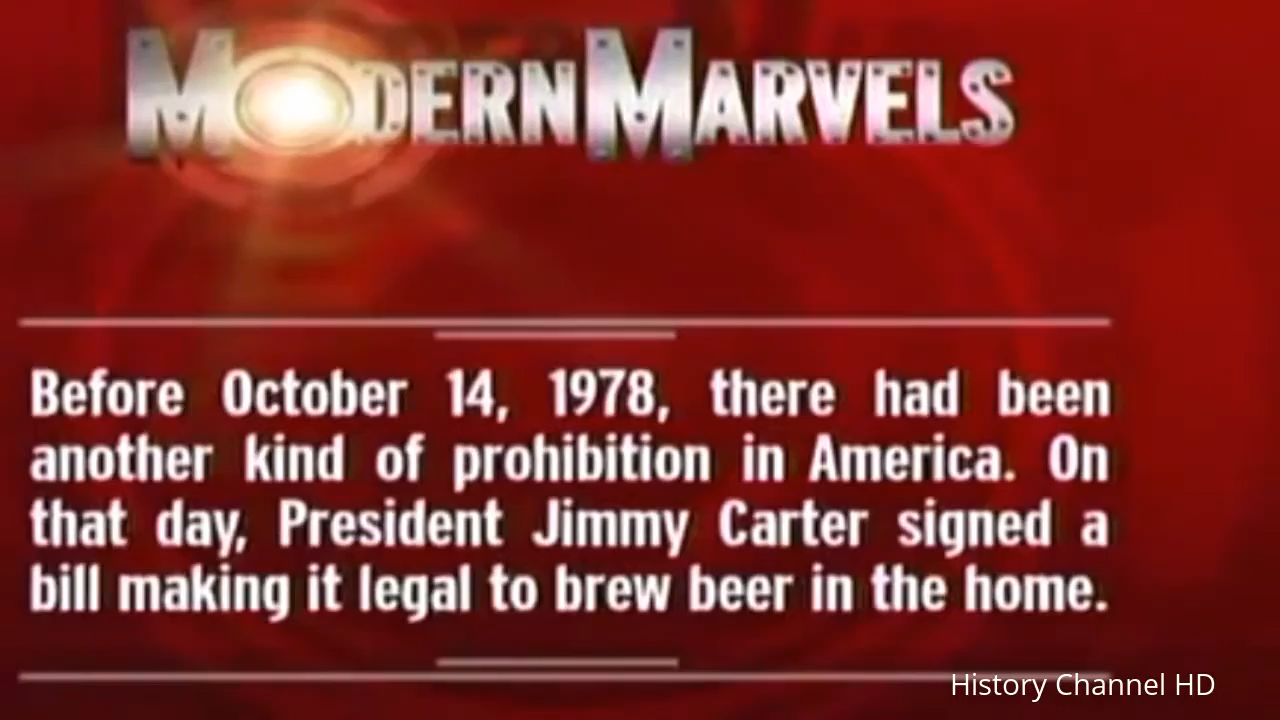 MODERN MARVELS
Before October 14, 1978, there had been
another kind of prohibition in America. On
that day, President Jimmy Carter signed a
bill making it legal to brew beer in the home.
History Channel HD